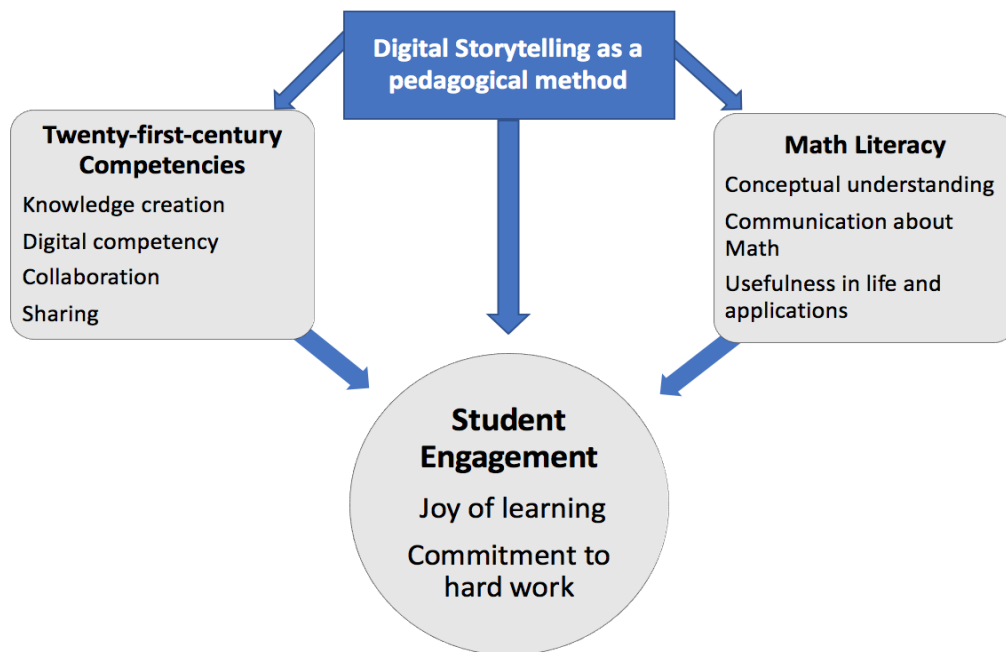 Digital Storytelling as a
pedagogical method
Twenty-first-century
Competencies
Knowledge creation
Digital competency
Collaboration
Sharing
Math Literacy
Conceptual understanding
Communication about
Math
Usefulness in life and
applications
Student
Engagement
Joy of learning
Commitment to
hard work